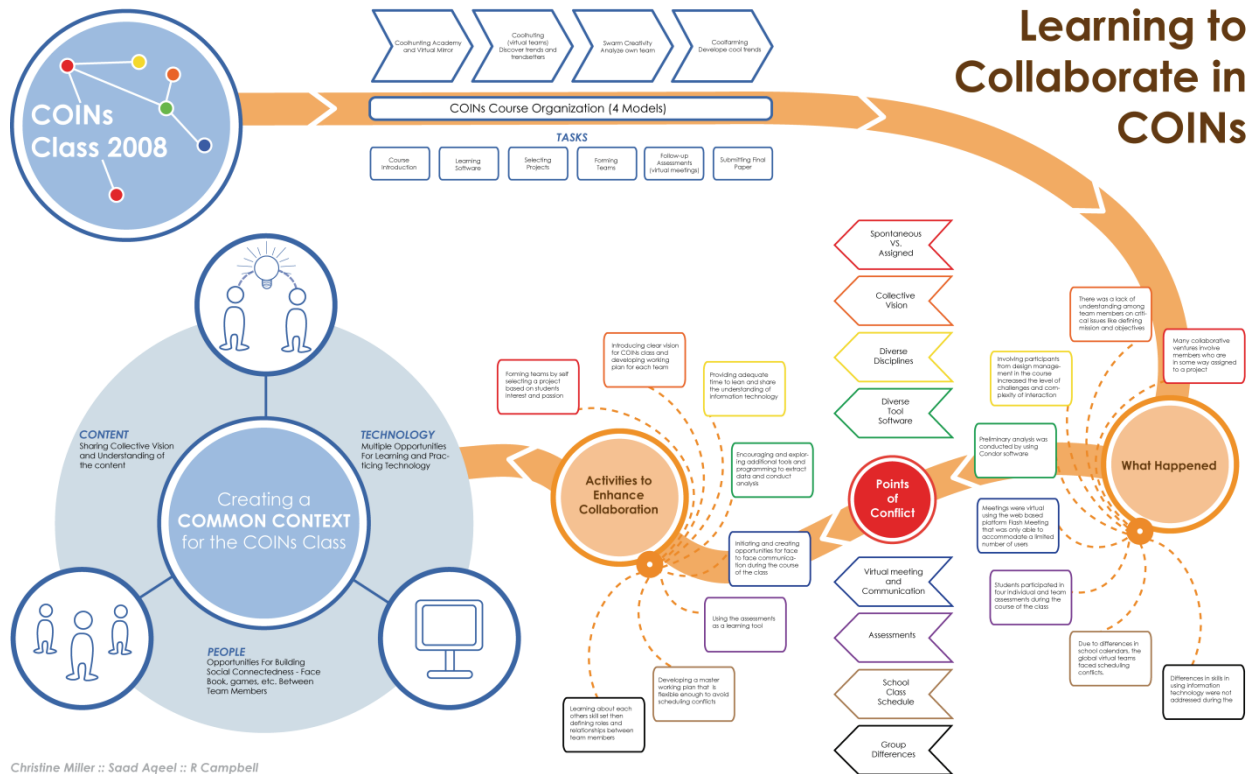 Learning to
Collaborate in
COINs
COINs
Class 2008
Coolhunting Academy
and Virtual Mirror
Coolhuting
(virtual teams)
Discover trends and
trendsetters
Swarm Creativity
Analyze own team
Coolfarming
Develope cool trends
COINs Course Organization (4 Models)
TASKS
Course
Introduction
Learning
Software
Selecting
Projects
Forming
Teams
Follow-up
Assessments
(virtual meetings)
Submitting Final
Paper
What Happened
Many collaborative
ventures involve
members who are
in some way assigned
to a project
There was a lack of
understanding among
team members on criti-
cal issues like defining
mission and objectives
Involving participants
from design manage-
ment in the course
increased the level of
challenges and com-
plexity of interaction
Preliminary analysis was
conducted by using
Condor software
Meetings were virtual
using the web based
platform Flash Meeting
that was only able to
accommodate a limited
number of users
Students participated in
four individual and team
assessments during the
course of the class
Due to differences in
school calendars, the
global virtual teams
faced scheduling
conflicts.
Differences in skills in
using information
technology were not
addressed during the
Spontaneous
VS.
Assigned
Collective
Vision
Diverse
Disciplines
Diverse
Tool
Software
Points
of
Conflict
Virtual meeting
and
Communication
Assessments
School
Class
Schedule
Group
Differences
Activities to
Enhance
Collaboration
Forming teams by self
selecting a project
based on students
interest and passion
Introducing clear vision
for COINs class and
developing working
plan for each team
Providing adequate
time to lean and share
the understanding of
information technology
Encouraging and explor-
ing additional tools and
programming to extract
data and conduct
analysis
Initiating and creating
opportunities for face
to face communica-
tion during the course
of the class
Using the assessments
as a learning tool
Developing a master
working plan that is
flexible enough to avoid
scheduling conflicts
Learning about each
others skill set then
defining roles and
relationships between
team members
CONTENT
Sharing Collective Vision
and Understanding of
the content
TECHNOLOGY
Multiple Opportunities
For Learning and Prac-
ticing Technology
Creating a
COMMON CONTEXT
for the COINs Class
PEOPLE
Opportunities For Building
Social Connectedness - Face
Book, games, etc. Between
Team Members
Christine Miller :: Saad Aqeel :: R Campbell